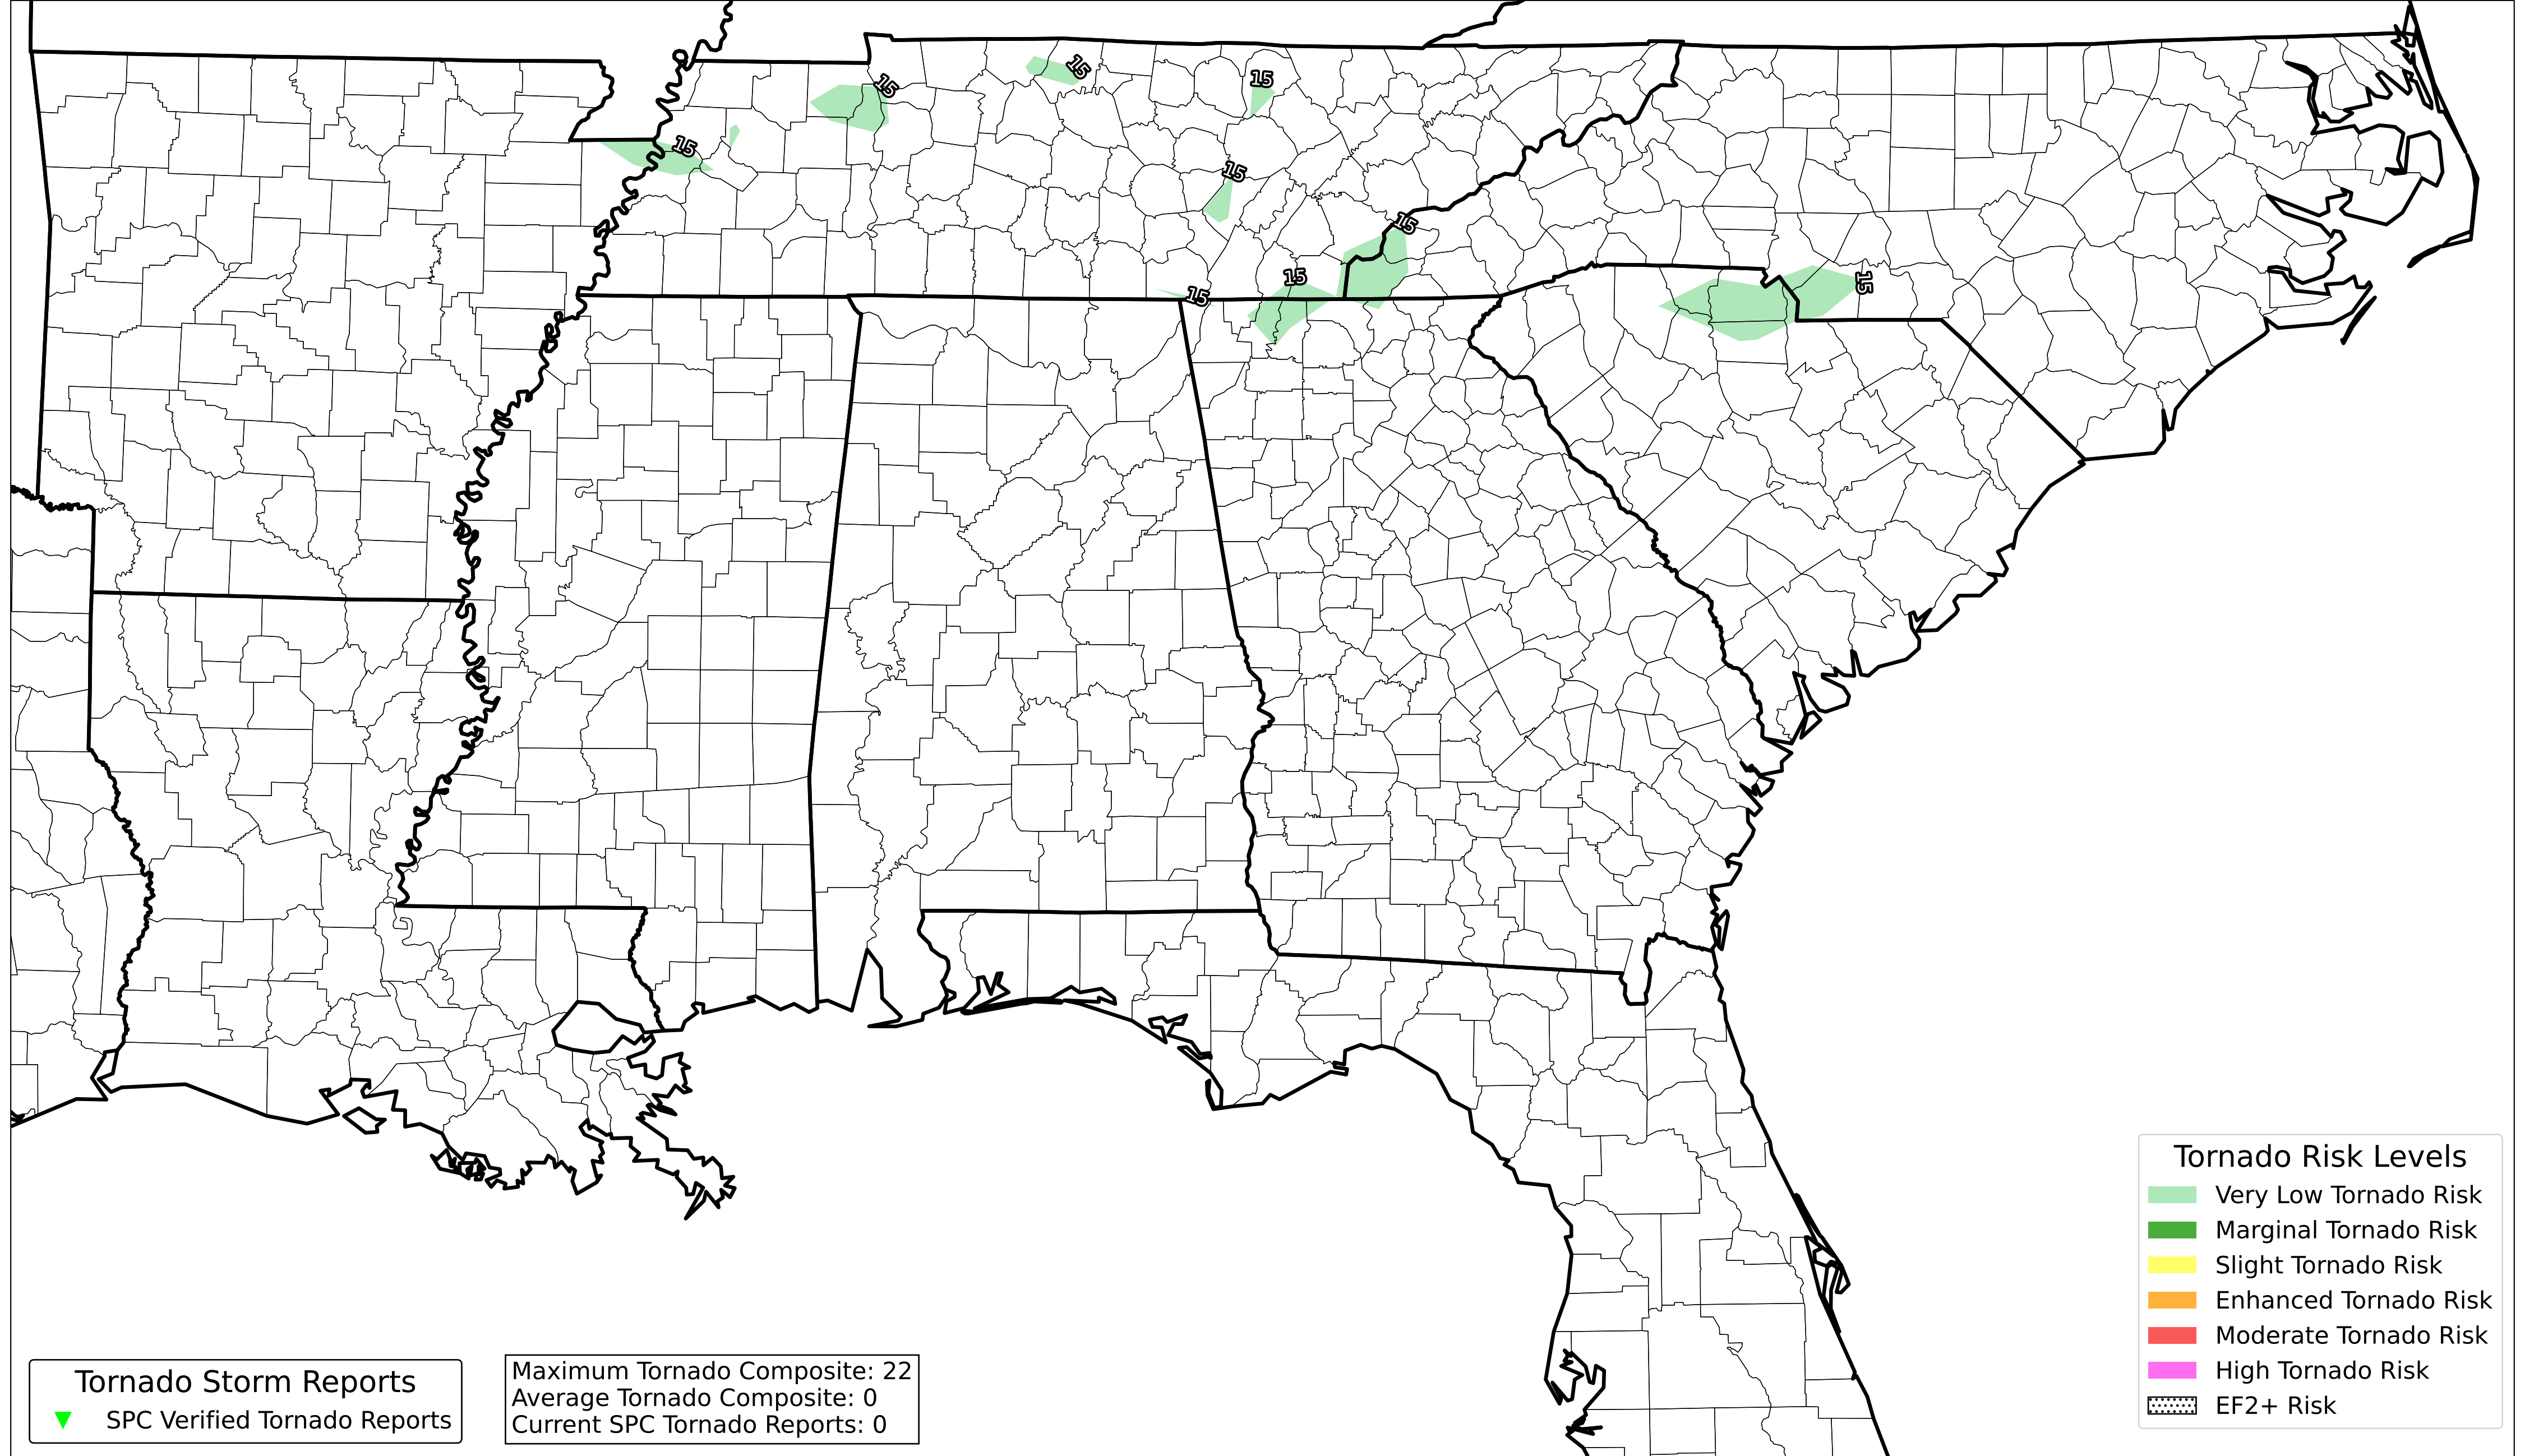 15
15
15
15
15
15
15
15
15
Tornado Storm Reports
SPC Verified Tornado Reports
Maximum Tornado Composite: 22
Average Tornado Composite: 0
Current SPC Tornado Reports: 0
Tornado Risk Levels
Very Low Tornado Risk
Marginal Tornado Risk
Slight Tornado Risk
Enhanced Tornado Risk
Moderate Tornado Risk
High Tornado Risk
EF2+ Risk